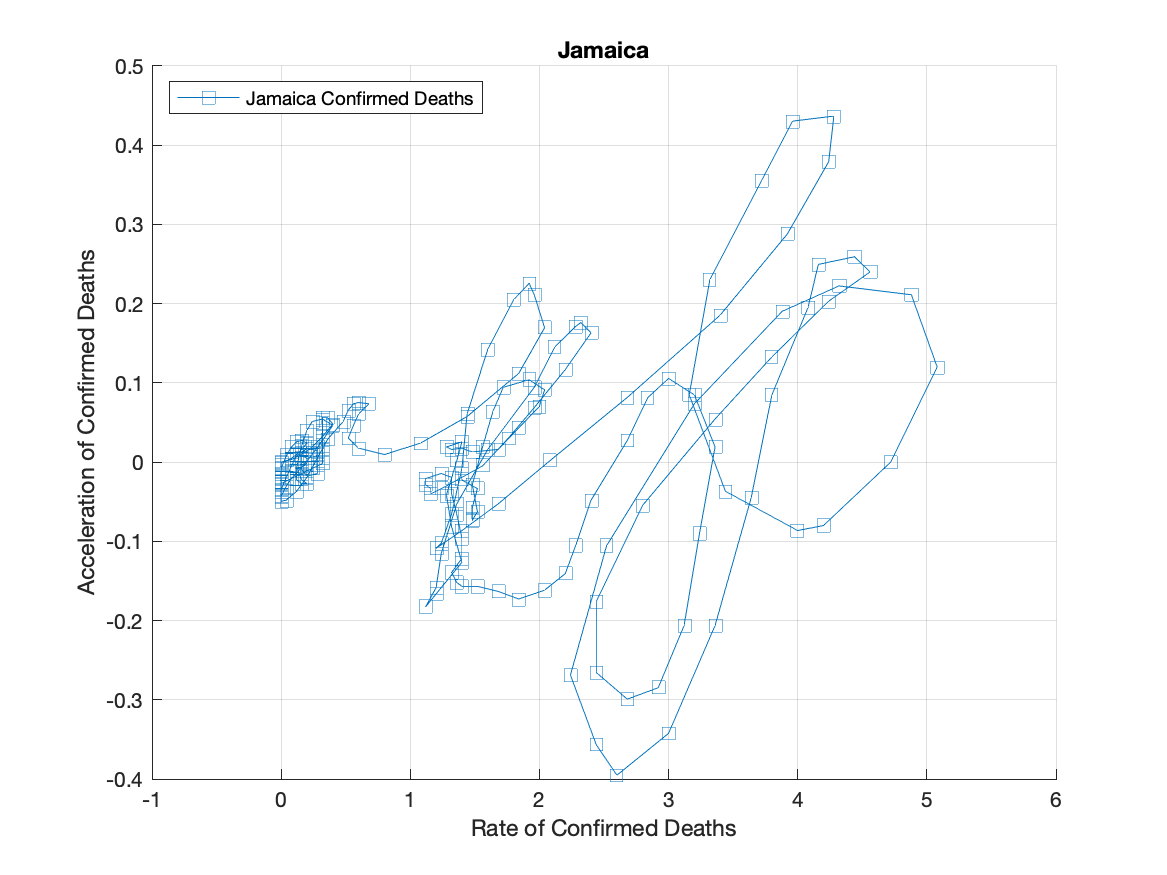 Jamaica
Jamaica Confirmed Deaths
0.5
0.4
0.3
0.2
0.1
0
-0.1
-0.2
-0.3
-0.4
Acceleration of Confirmed Deaths
-1 0 1 2 3 4 5 6
Rate of Confirmed Deaths